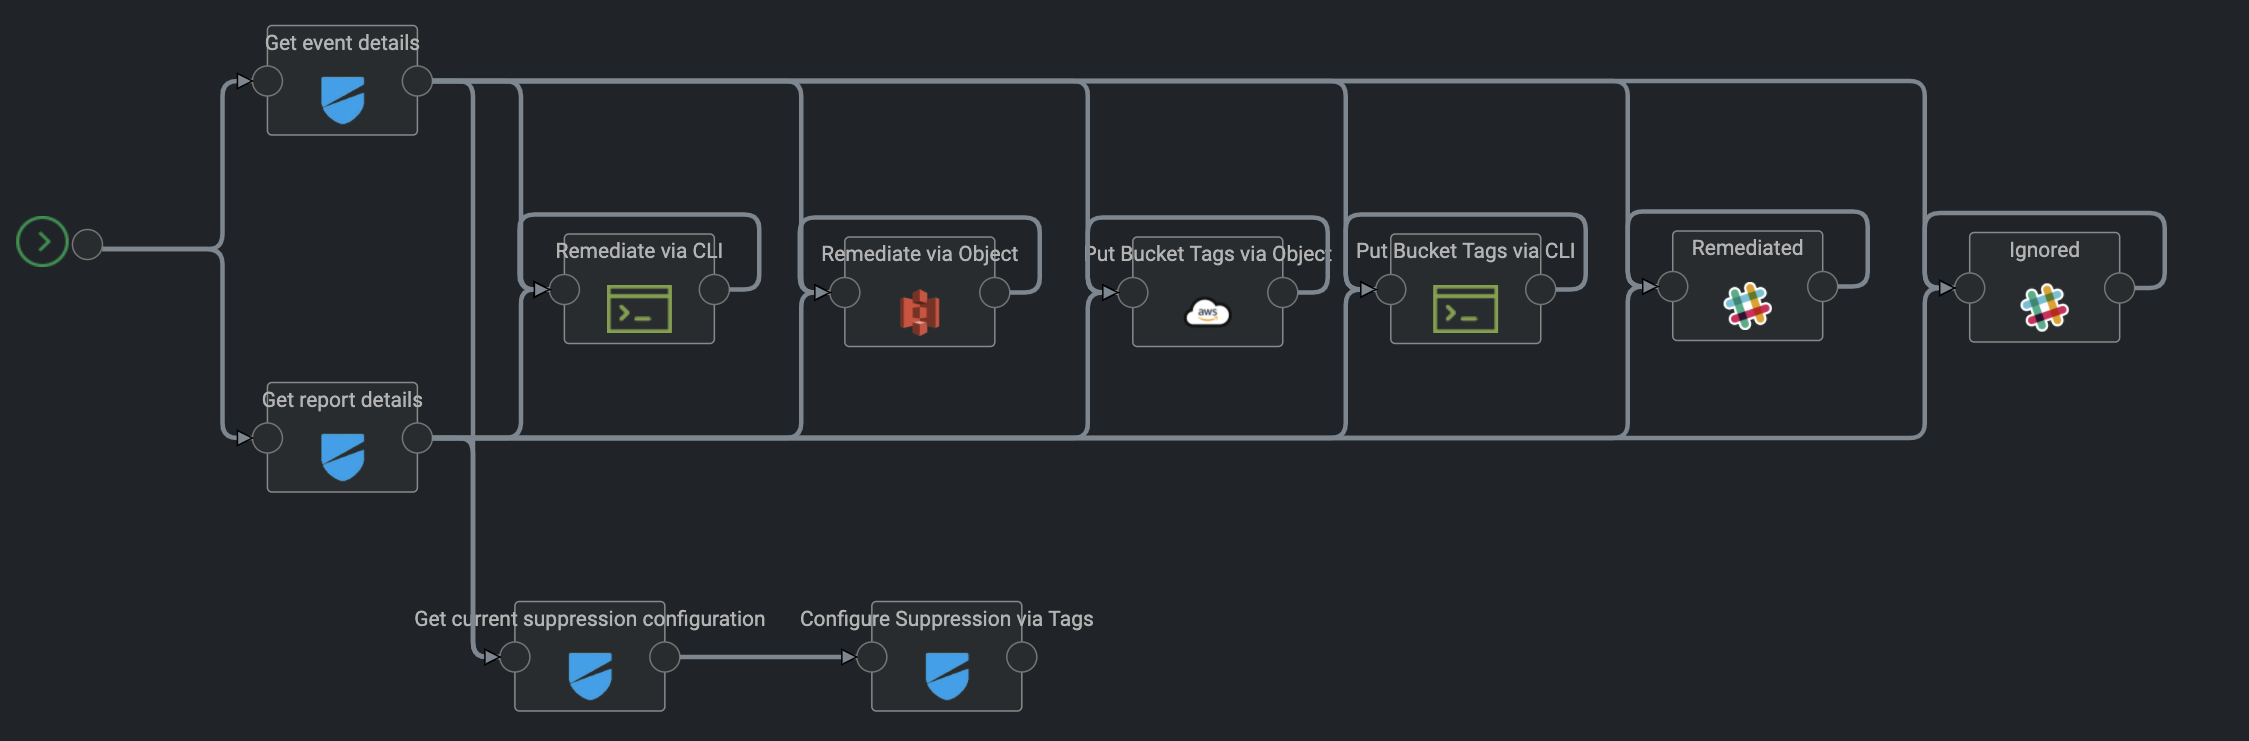 Get event details
Remediate via CLI
Remediate via Object
Put Bucket Tags via Object
aws
Put Bucket Tags via CLI
Remediated
Ignored
Get report details
Get current suppression configuration
Configure Suppression via Tags